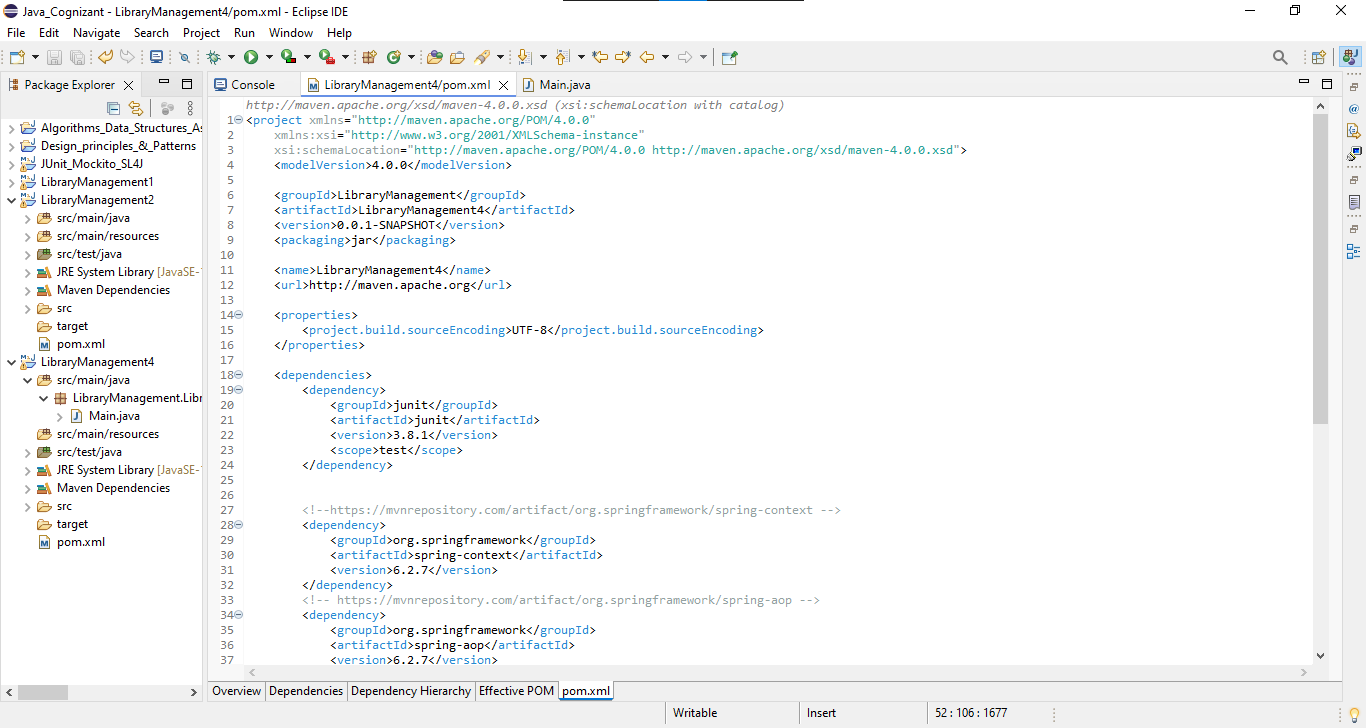 Java_Cognizant - LibraryManagement4/pom.xml - Eclipse IDE
File Edit Navigate Search Project Run Window Help
Package Explorer
Algorithms_Data_Structures_As
Design_principles_&_Patterns
JUnit_Mockito_SL4J
LibraryManagement1
LibraryManagement2
src/main/java
src/main/resources
src/test/java
JRE System Library [JavaSE-1
Maven Dependencies
src
target
pom.xml
LibraryManagement4
src/main/java
LibraryManagement.Libr
Main.java
src/main/resources
src/test/java
JRE System Library [JavaSE-1
Maven Dependencies
src
target
pom.xml
Console LibraryManagement4/pom.xml Main.java
http://maven.apache.org/xsd/maven-4.0.0.xsd (xsi:schemaLocation with catalog)
1 <project xmlns="http://maven.apache.org/POM/4.0.0"
2 xmlns:xsi="http://www.w3.org/2001/XMLSchema-instance"
3 xsi:schemaLocation="http://maven.apache.org/POM/4.0.0 http://maven.apache.org/xsd/maven-4.0.0.xsd">
4 <modelVersion>4.0.0</modelVersion>
5
6 <groupId>LibraryManagement</groupId>
7 <artifactId>LibraryManagement4</artifactId>
8 <version>0.0.1-SNAPSHOT</version>
9 <packaging>jar</packaging>
10
11 <name>LibraryManagement4</name>
12 <url>http://maven.apache.org</url>
13
14 <properties>
15 <project.build.sourceEncoding>UTF-8</project.build.sourceEncoding>
16 </properties>
17
18 <dependencies>
19 <dependency>
20 <groupId>junit</groupId>
21 <artifactId>junit</artifactId>
22 <version>3.8.1</version>
23 <scope>test</scope>
24 </dependency>
25
26
27 <!--https://mvnrepository.com/artifact/org.springframework/spring-context -->
28 <dependency>
29 <groupId>org.springframework</groupId>
30 <artifactId>spring-context</artifactId>
31 <version>6.2.7</version>
32 </dependency>
33 <!-- https://mvnrepository.com/artifact/org.springframework/spring-aop -->
34 <dependency>
35 <groupId>org.springframework</groupId>
36 <artifactId>spring-aop</artifactId>
37 <version>6.2.7</version>
Overview Dependencies Dependency Hierarchy Effective POM pom.xml
Writable Insert 52 : 106 : 1677